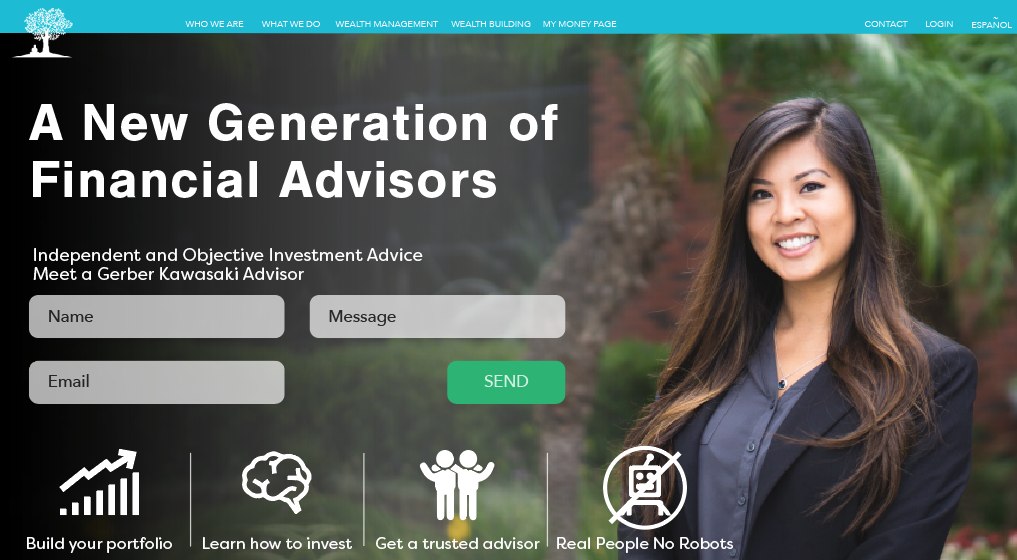 WHO WE ARE WHAT WE DO WEALTH MANAGEMENT WEALTH BUILDING MY MONEY PAGE CONTACT LOGIN ESPAÑOL
A New Generation of
Financial Advisors
Independent and Objective Investment Advice
Meet a Gerber Kawasaki Advisor
Name Message
Email SEND
Build your portfolio Learn how to invest Get a trusted advisor Real People No Robots